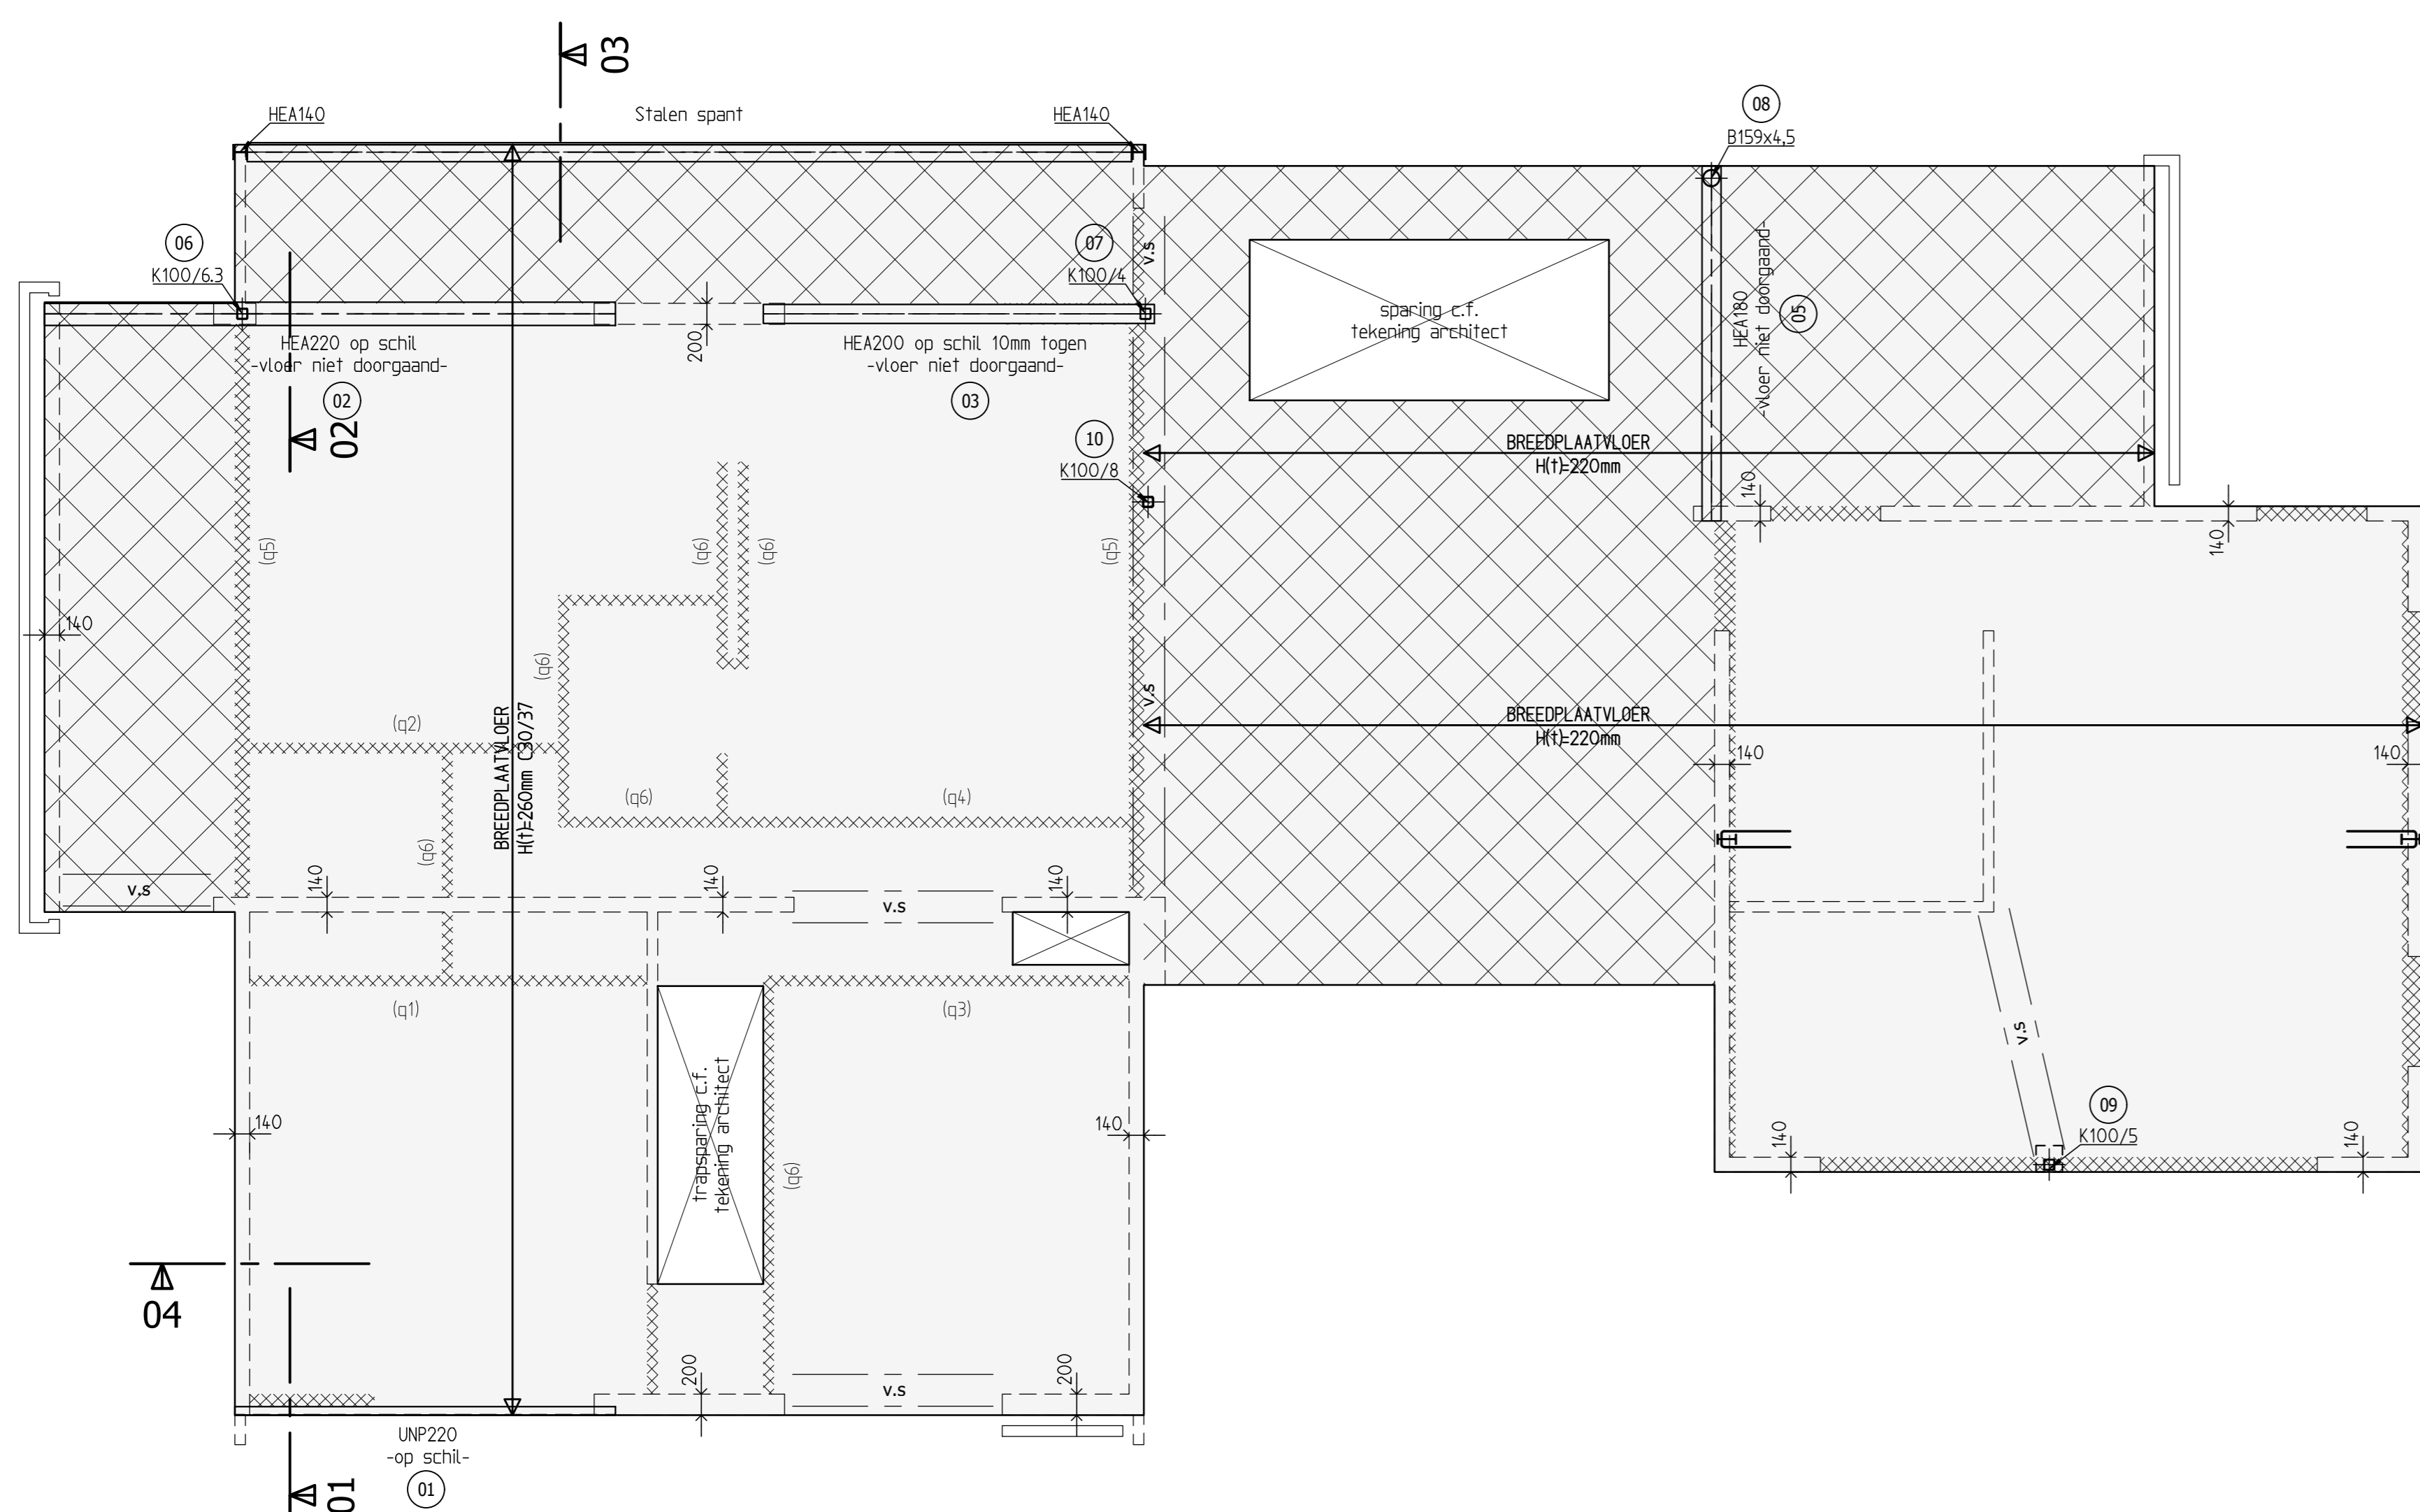 03
HEA140
Stalen spant
HEA140
08
B159x4,5
06
K100/6.3
07
K100/4
v.s
HEA220 op schil
-vloer niet doorgaand-
02
02
200
HEA200 op schil 10mm togen
-vloer niet doorgaand-
03
sparing c.f.
tekening architect
HEA180
-vloer niet doorgaand-
05
10
K100/8
BREEDPLAATVLOER
H(t)=220mm
140
140
(q5)
(q6)
(q6)
(q5)
140
(q6)
(q2)
v.s
BREEDPLAATVLOER
H(t)=220mm
140
140
BREEDPLAATVLOER
H(t)=260mm C30/37
(q6)
(q4)
(q6)
v.s
140
140
v.s
140
(q1)
(q3)
v.s
trapsparing c.f.
tekening architect
140
140
(q6)
09
K100/5
140
140
04
200
200
v.s
UNP220
-op schil-
01
01